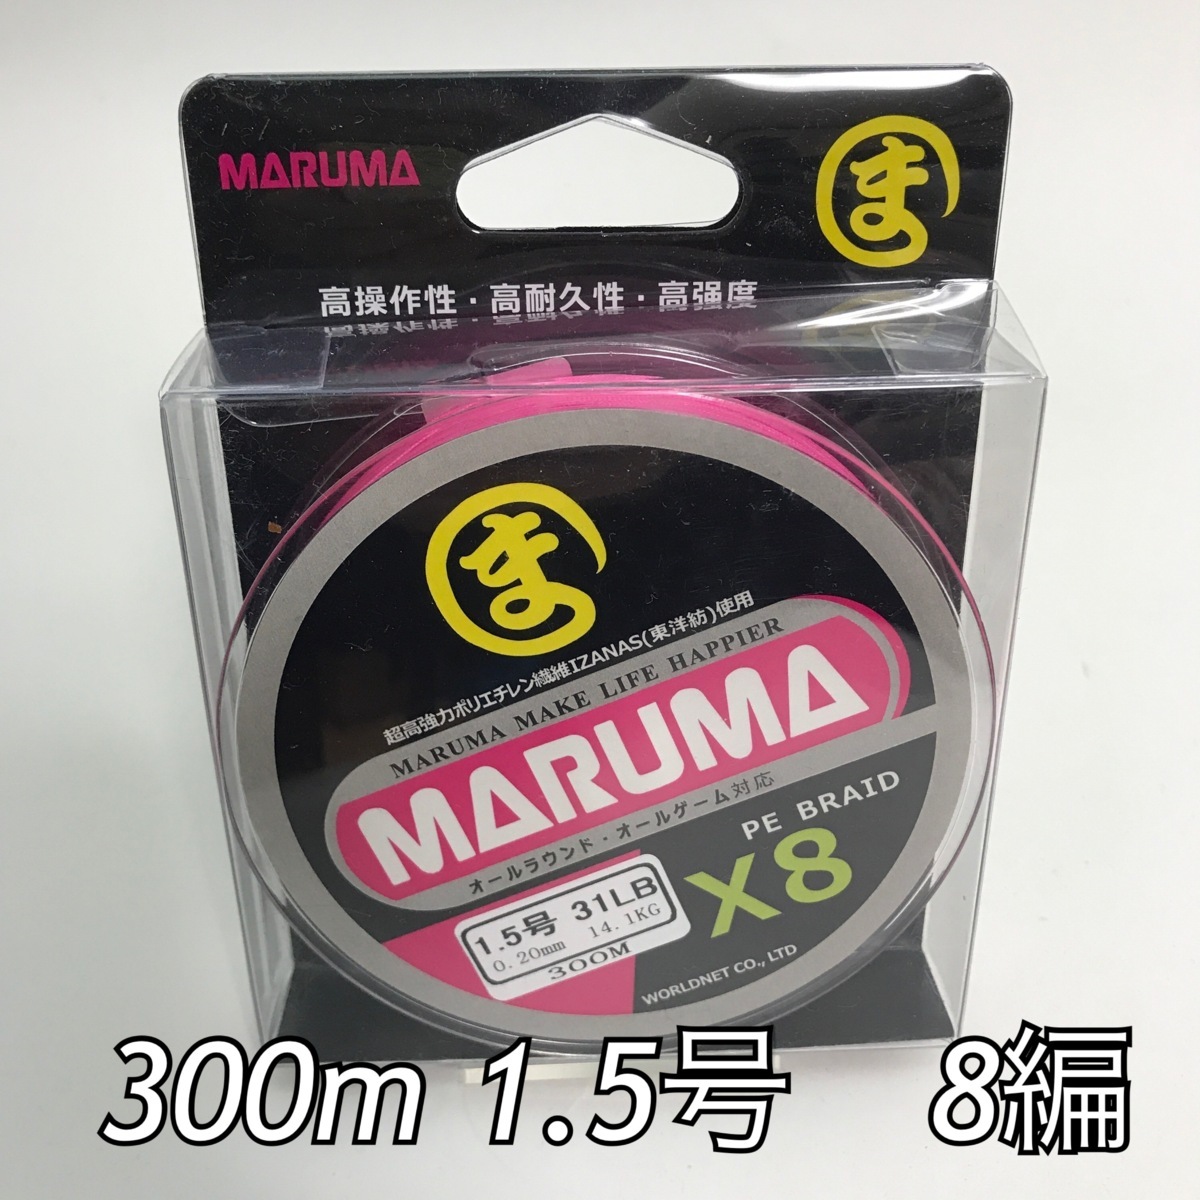 MARUMA
ま
高操作性・高耐久性・高强度
ま
超高強力ポリエチレン繊維IZANAS(東洋紡)使用
MARUMA MAKE LIFE HAPPIER
MARUMA
オールラウンド・オールゲーム対応
PE BRAID
X8
1.5号 31LB
0.20mm 14.1KG
300M
WORLDNET CO., LTD
300m 1.5号 8編